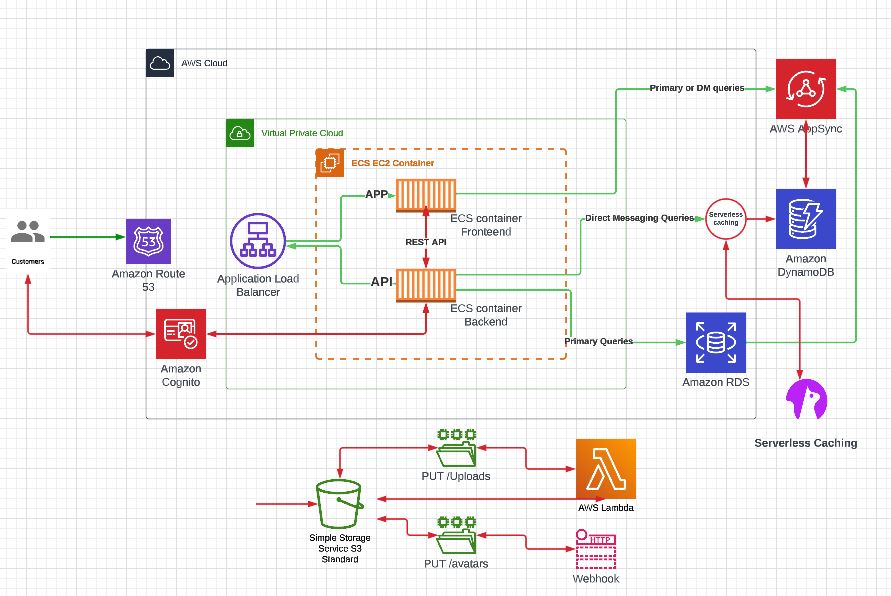 AWS Cloud
Primary or DM queries
AWS AppSync
Virtual Private Cloud
ECS EC2 Container
APP
ECS container
Fronteend
Direct Messaging Queries
Serverless
caching
53
REST API
Customers
Amazon Route
53
Application Load
Balancer
Amazon
DynamoDB
API
ECS container
Backend
Primary Queries
Amazon
Cognito
Amazon RDS
Serverless Caching
PUT /Uploads
AWS Lambda
Simple Storage
Service S3
Standard
HTTP
PUT /avatars
Webhook